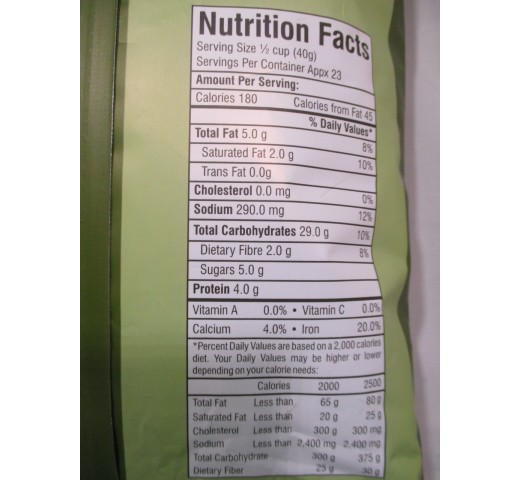 Nutrition Facts
Serving Size ½ cup (40g)
Servings Per Container Appx 23
Amount Per Serving:
Calories 180 Calories from Fat 45
% Daily Values*
Total Fat 5.0 g 8%
Saturated Fat 2.0 g 10%
Trans Fat 0.0g
Cholesterol 0.0 mg 0%
Sodium 290.0 mg 12%
Total Carbohydrates 29.0 g 10%
Dietary Fibre 2.0 g 8%
Sugars 5.0 g
Protein 4.0 g
Vitamin A 0.0% • Vitamin C 0.0%
Calcium 4.0% • Iron 20.0%
*Percent Daily Values are based on a 2,000 calories
diet. Your Daily Values may be higher or lower
depending on your calorie needs:
Calories 2000 2500
Total Fat Less than 65 g 80 g
Saturated Fat Less than 20 g 25 g
Cholesterol Less than 300 g 300 mg
Sodium Less than 2,400 mg 2,400 mg
Total Carbohydrate 300 g 375 g
Dietary Fiber 25 g 30 g